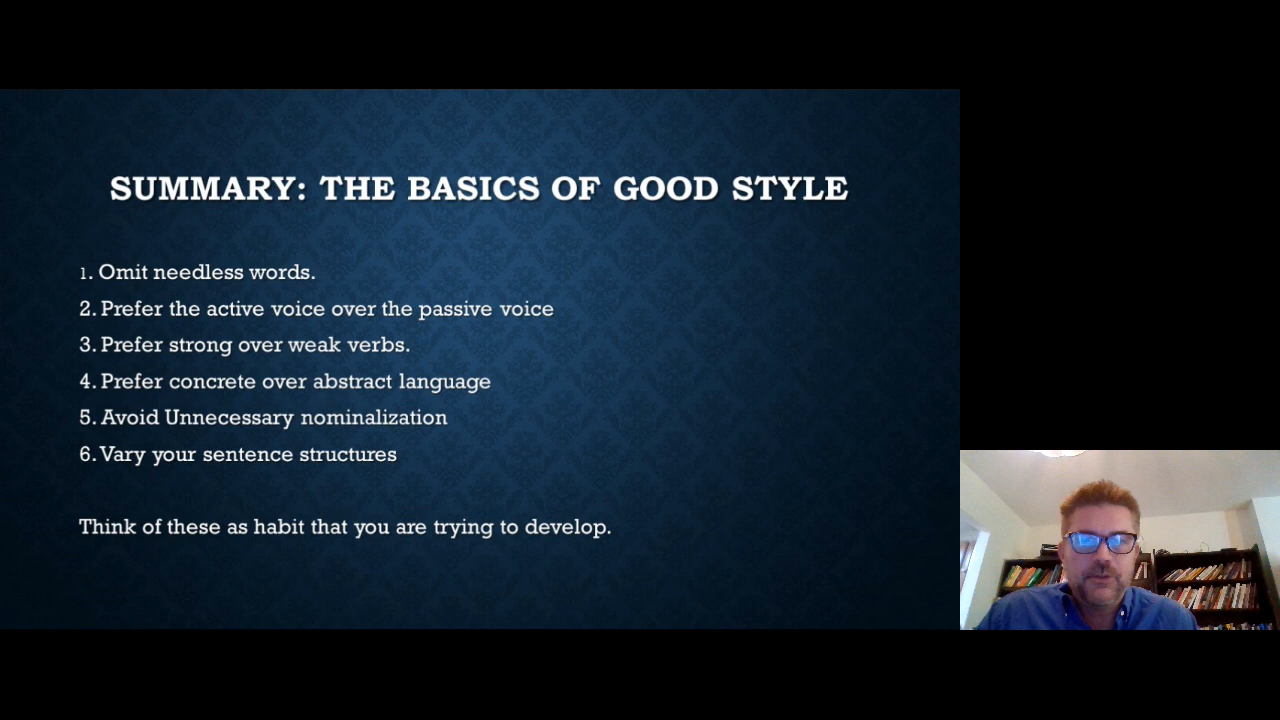 SUMMARY: THE BASICS OF GOOD STYLE
1. Omit needless words.
2. Prefer the active voice over the passive voice
3. Prefer strong over weak verbs.
4. Prefer concrete over abstract language
5. Avoid Unnecessary nominalization
6. Vary your sentence structures
Think of these as habit that you are trying to develop.